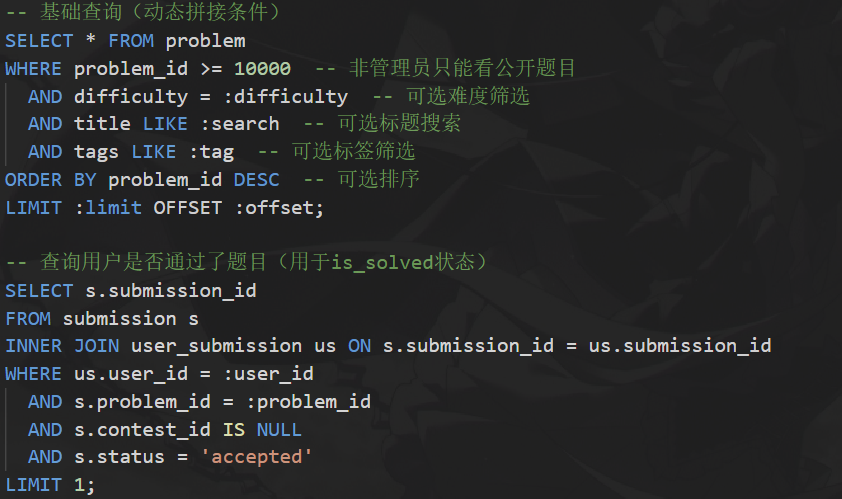 -- 基础查询（动态拼接条件）
SELECT * FROM problem
WHERE problem_id >= 10000  -- 非管理员只能看公开题目
  AND difficulty = :difficulty  -- 可选难度筛选
  AND title LIKE :search  -- 可选标题搜索
  AND tags LIKE :tag  -- 可选标签筛选
ORDER BY problem_id DESC  -- 可选排序
LIMIT :limit OFFSET :offset;

-- 查询用户是否通过了题目（用于is_solved状态）
SELECT s.submission_id
FROM submission s
INNER JOIN user_submission us ON s.submission_id = us.submission_id
WHERE us.user_id = :user_id
  AND s.problem_id = :problem_id
  AND s.contest_id IS NULL
  AND s.status = 'accepted'
LIMIT 1;